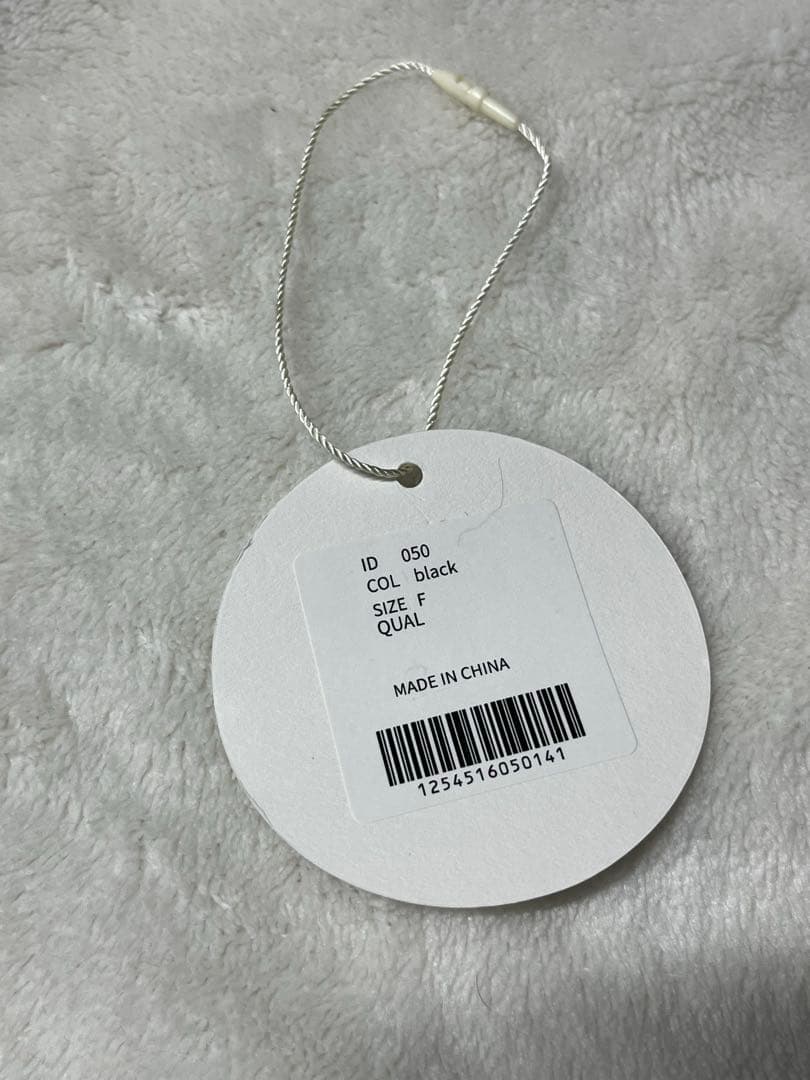 ID 050
COL black
SIZE F
QUAL
MADE IN CHINA
1254516050141